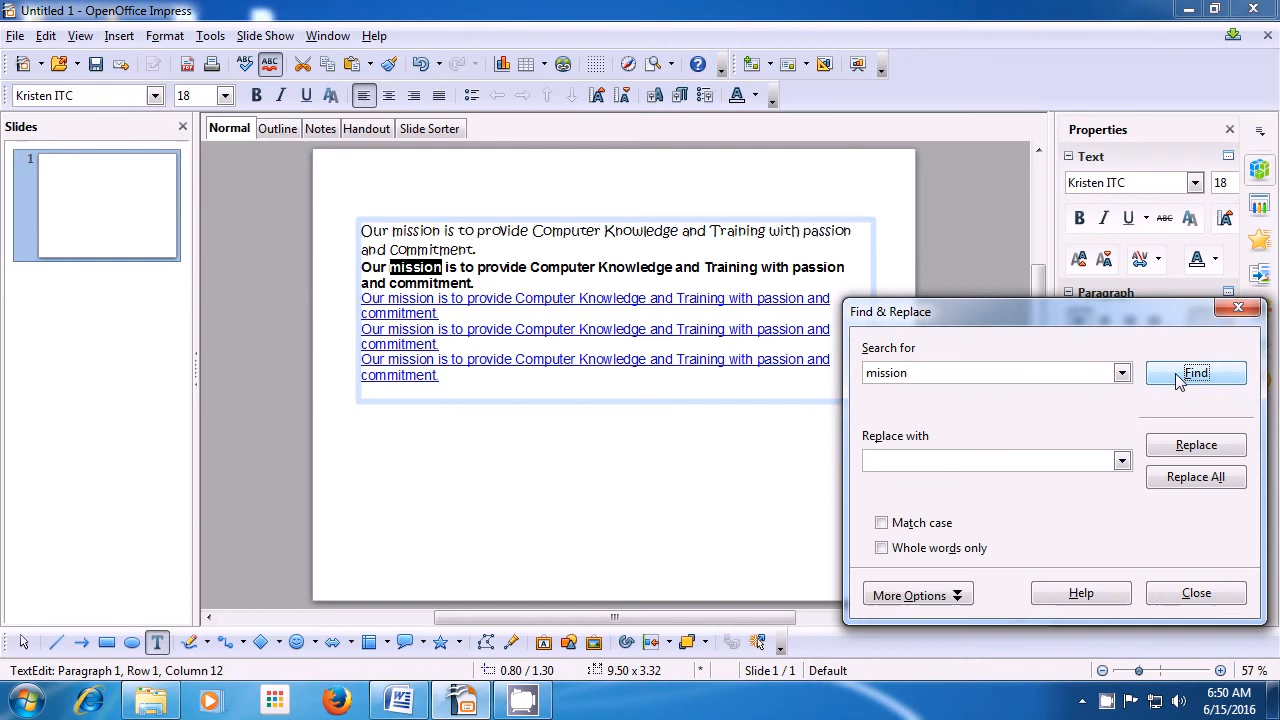 Untitled 1 - OpenOffice Impress
File Edit View Insert Format Tools Slide Show Window Help
Kristen ITC 18
Slides
Normal Outline Notes Handout Slide Sorter
1
Our mission is to provide Computer Knowledge and Training with passion
and commitment.
Our mission is to provide Computer Knowledge and Training with passion
and commitment.
Our mission is to provide Computer Knowledge and Training with passion and
commitment.
Our mission is to provide Computer Knowledge and Training with passion and
commitment.
Our mission is to provide Computer Knowledge and Training with passion and
commitment.
Properties
Text
Kristen ITC 18
Paragraph
Find & Replace
Search for
mission
Find
Replace with
Replace
Replace All
Match case
Whole words only
More Options
Help
Close
TextEdit: Paragraph 1, Row 1, Column 12 0.80 / 1.30 9.50 x 3.32 * Slide 1 / 1 Default 57 %
6:50 AM
6/15/2016